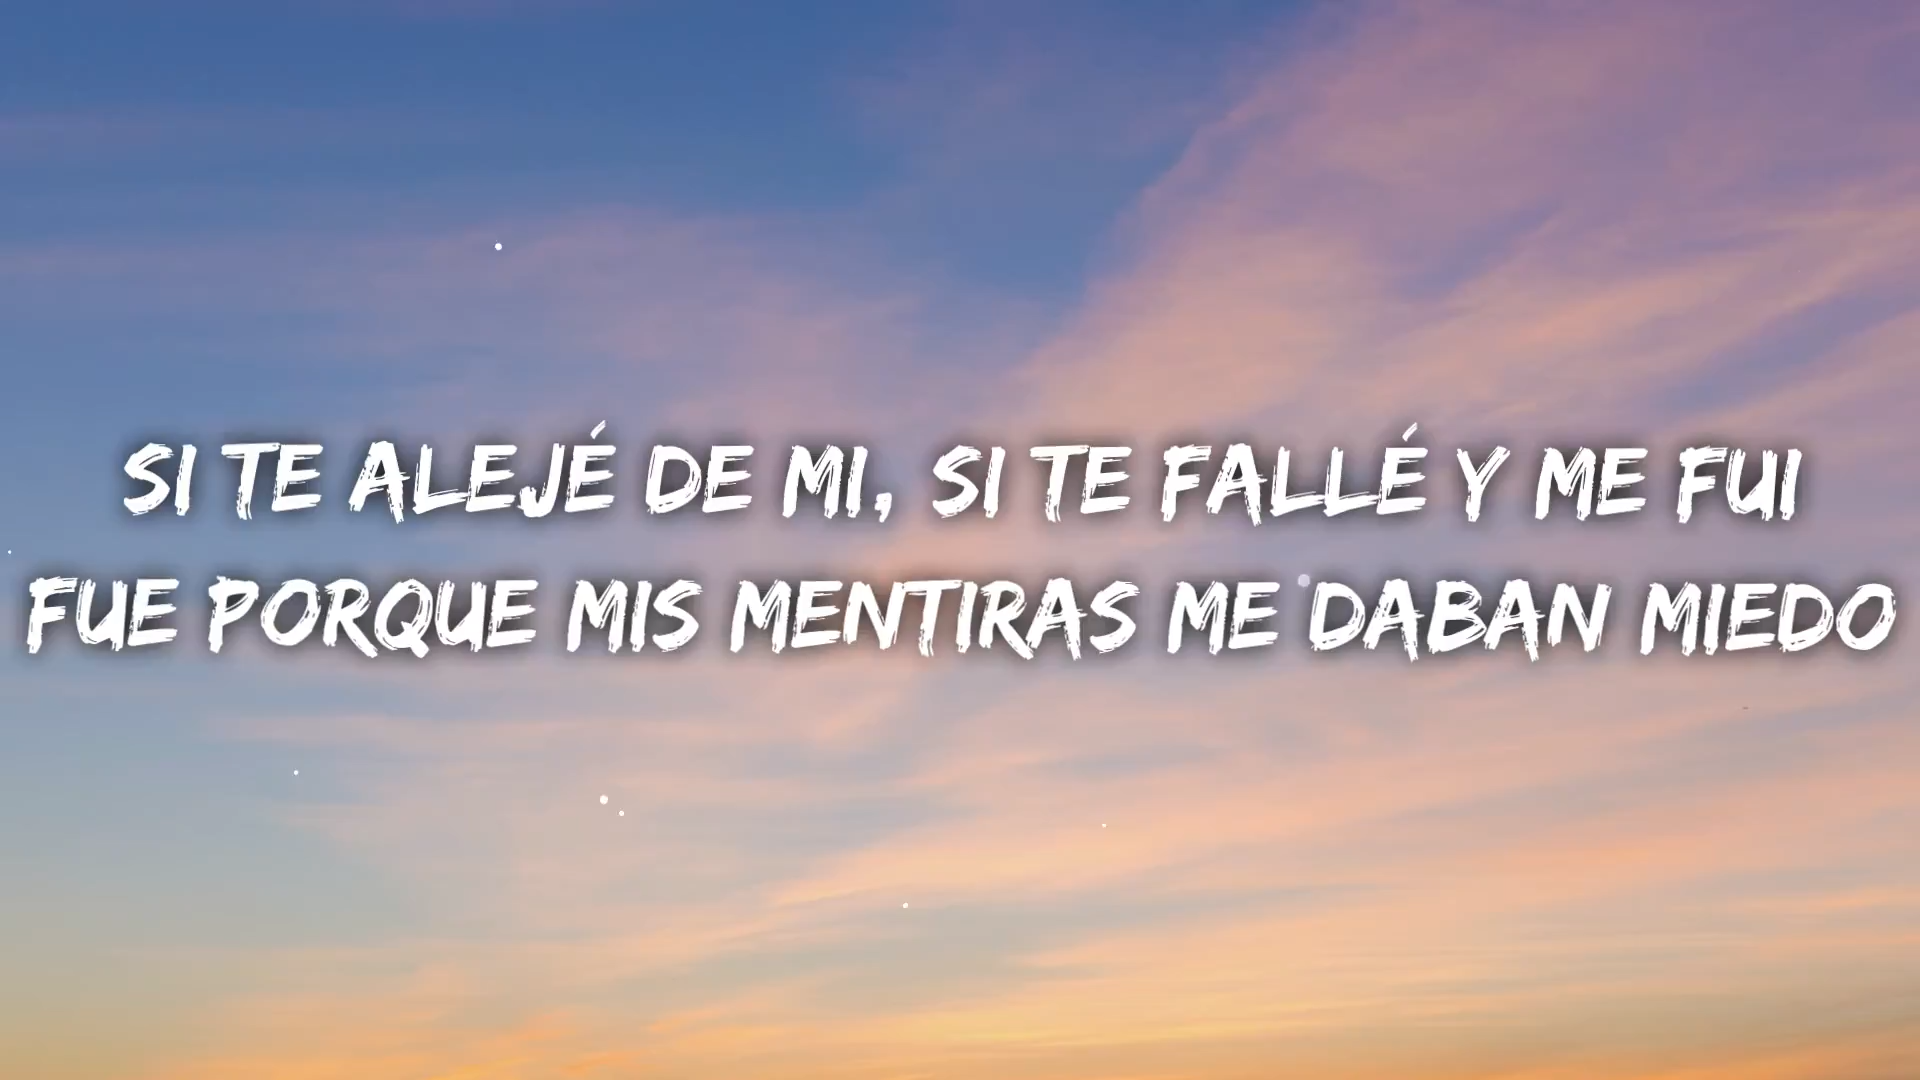 SI TE ALEJÉ DE MI, SI TE FALLÉ Y ME FUI
FUE PORQUE MIS MENTIRAS ME DABAN MIEDO